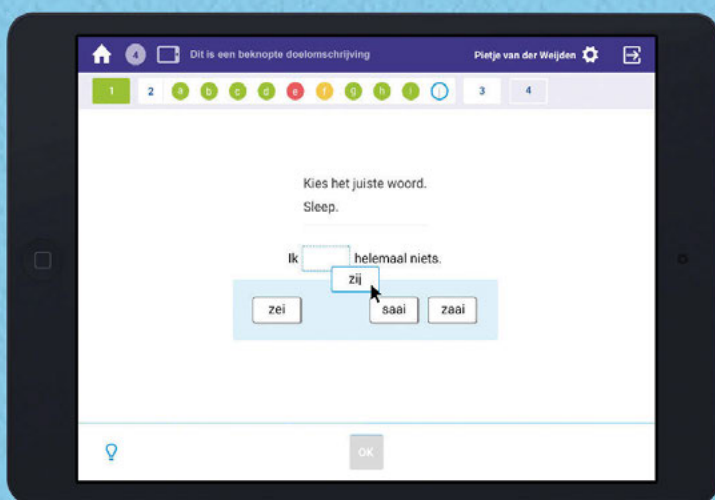 4 Dit is een beknopte doelomschrijving Pietje van der Weijden
1 2 a b c d e f g h i j 3 4
Kies het juiste woord.
Sleep.
Ik helemaal niets.
zij
zei saai zaai
OK